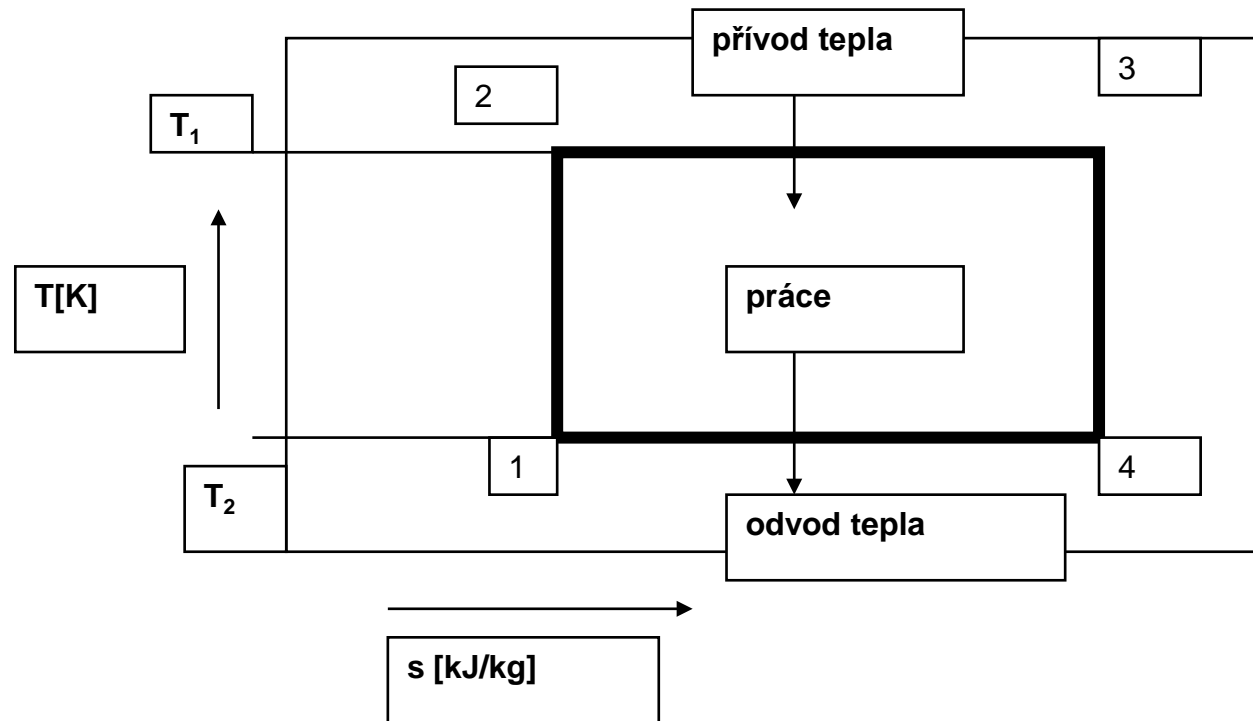 přívod tepla
3
2
T₁
T[K]
práce
1
4
T₂
odvod tepla
s [kJ/kg]